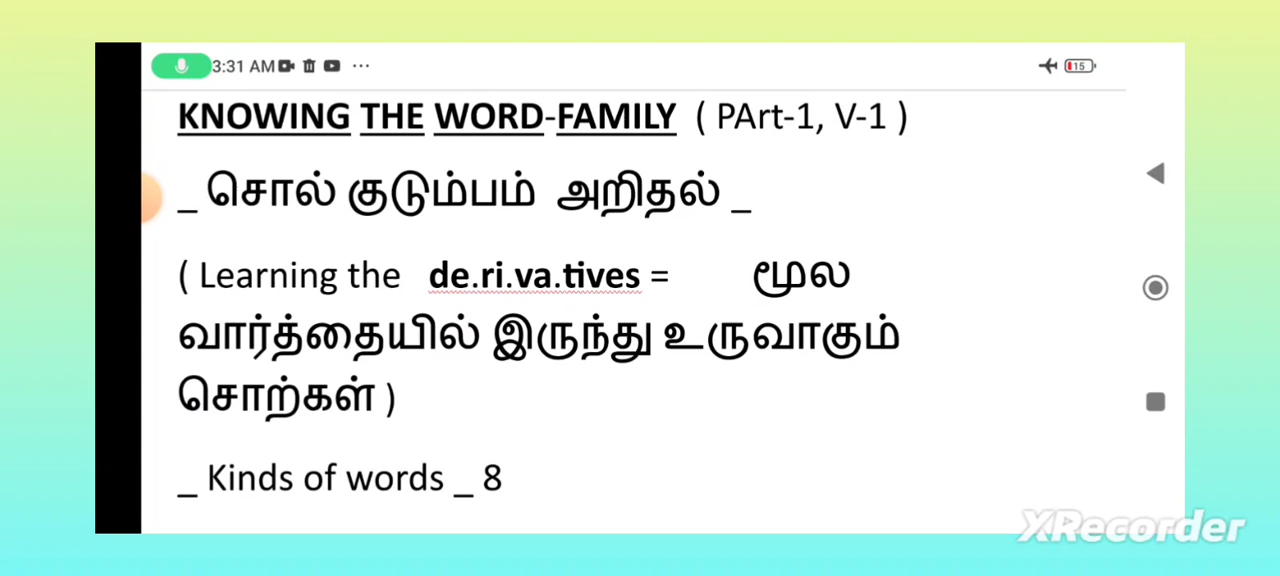 3:31 AM ...
15
KNOWING THE WORD-FAMILY ( PArt-1, V-1 )
_ சொல் குடும்பம் அறிதல் _
( Learning the de.ri.va.tives = மூல
வார்த்தையில் இருந்து உருவாகும்
சொற்கள் )
_ Kinds of words _ 8
XRecorder